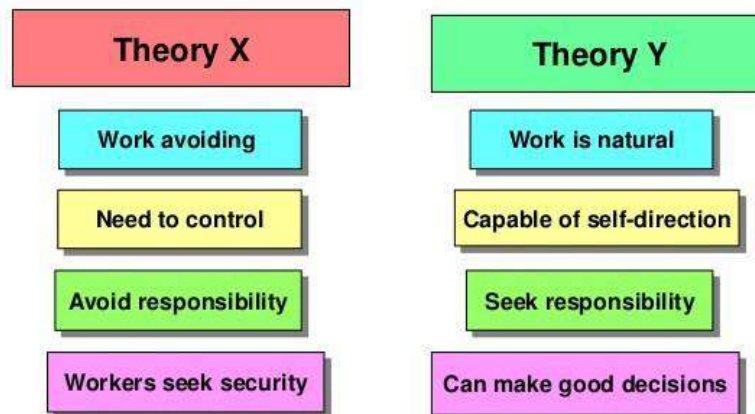 Theory X
Work avoiding
Need to control
Avoid responsibility
Workers seek security
Theory Y
Work is natural
Capable of self-direction
Seek responsibility
Can make good decisions